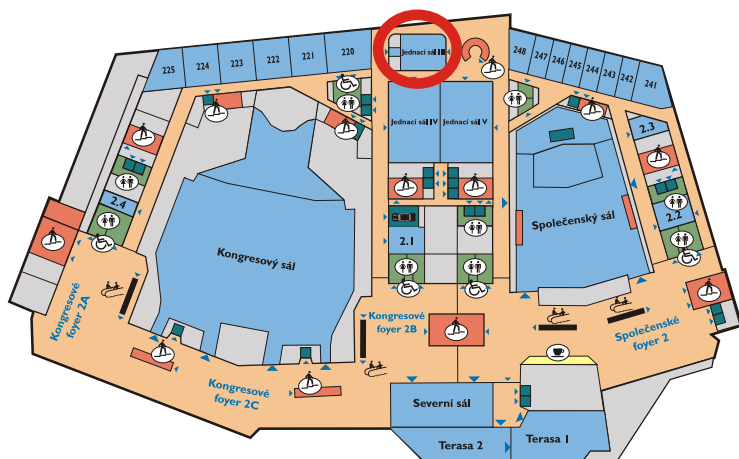 Jednací sál III
220
221
222
223
224
225
248
247
246
245
244
243
242
241
Jednací sál IV
Jednací sál V
2.3
2.4
2.2
2.1
Společenský sál
Kongresový sál
Kongresové
foyer 2A
Kongresové
foyer 2B
Společenské
foyer 2
Kongresové
foyer 2C
Severní sál
Terasa 2
Terasa 1